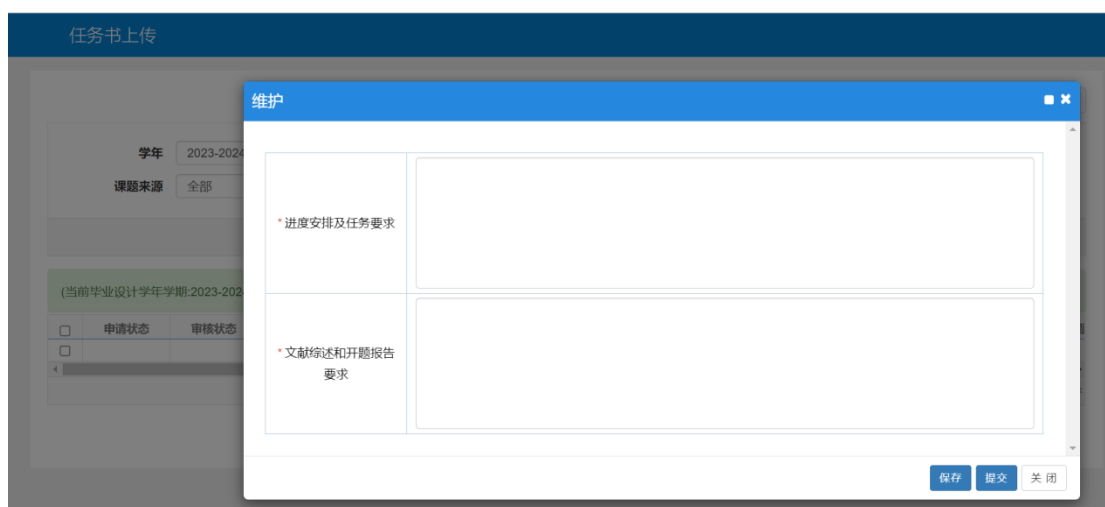 任务书上传
维护
学年 2023-2024
课题来源 全部
*进度安排及任务要求
(当前毕业设计学年学期:2023-202
申请状态 审核状态
*文献综述和开题报告
要求
保存 提交 关闭